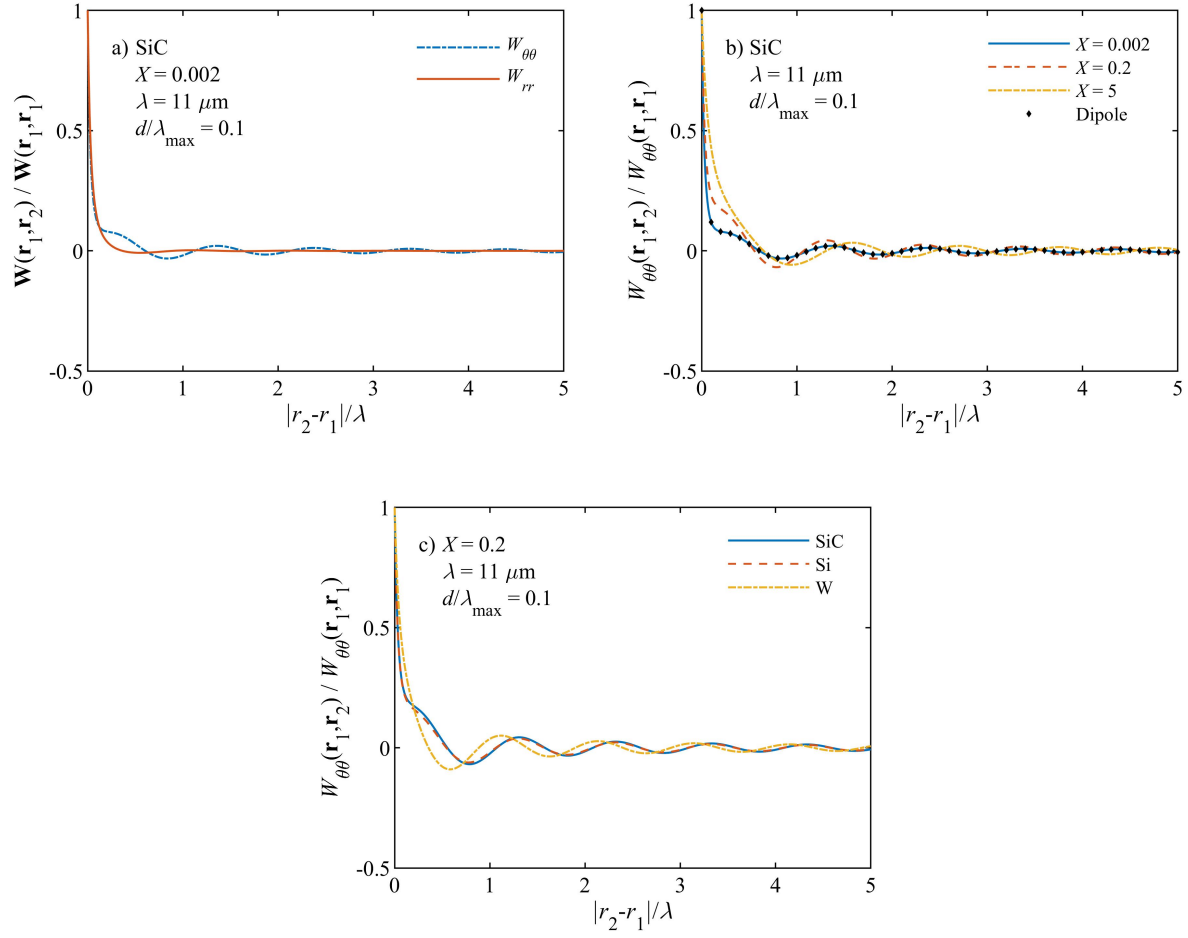 a) SiC
X = 0.002
λ = 11 μm
d/λmax = 0.1
Wθθ
Wrr
W(r1,r2) / W(r1,r1)
1
0.5
0
-0.5
0 1 2 3 4 5
|r2-r1|/λ
b) SiC
λ = 11 μm
d/λmax = 0.1
X = 0.002
X = 0.2
X = 5
Dipole
Wθθ(r1,r2) / Wθθ(r1,r1)
1
0.5
0
-0.5
0 1 2 3 4 5
|r2-r1|/λ
c) X = 0.2
λ = 11 μm
d/λmax = 0.1
SiC
Si
W
Wθθ(r1,r2) / Wθθ(r1,r1)
1
0.5
0
-0.5
0 1 2 3 4 5
|r2-r1|/λ